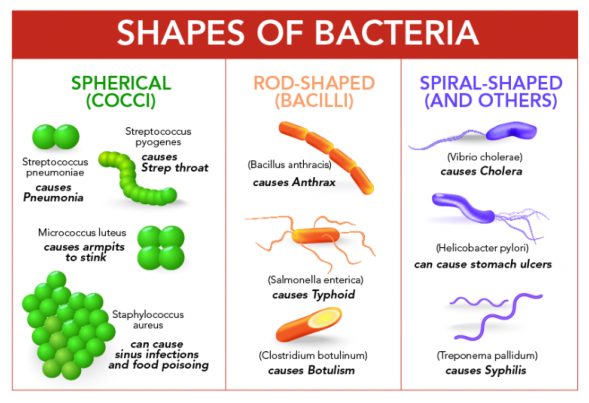 SHAPES OF BACTERIA
SPHERICAL
(COCCI)
Streptococcus
pneumoniae
causes
Pneumonia
Streptococcus
pyogenes
causes
Strep throat
Micrococcus luteus
causes armpits
to stink
Staphylococcus
aureus
can cause
sinus infections
and food poisoning
ROD-SHAPED
(BACILLI)
(Bacillus anthracis)
causes Anthrax
(Salmonella enterica)
causes Typhoid
(Clostridium botulinum)
causes Botulism
SPIRAL-SHAPED
(AND OTHERS)
(Vibrio cholerae)
causes Cholera
(Helicobacter pylori)
can cause stomach ulcers
(Treponema pallidum)
causes Syphilis